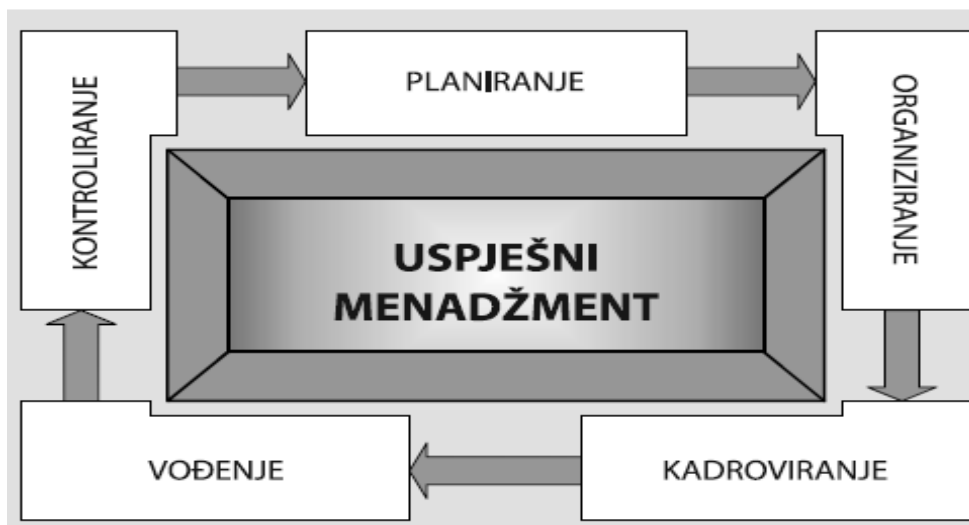 KONTROLIRANJE
PLANIRANJE
ORGANIZIRANJE
USPJEŠNI
MENADŽMENT
VOĐENJE
KADROVIRANJE